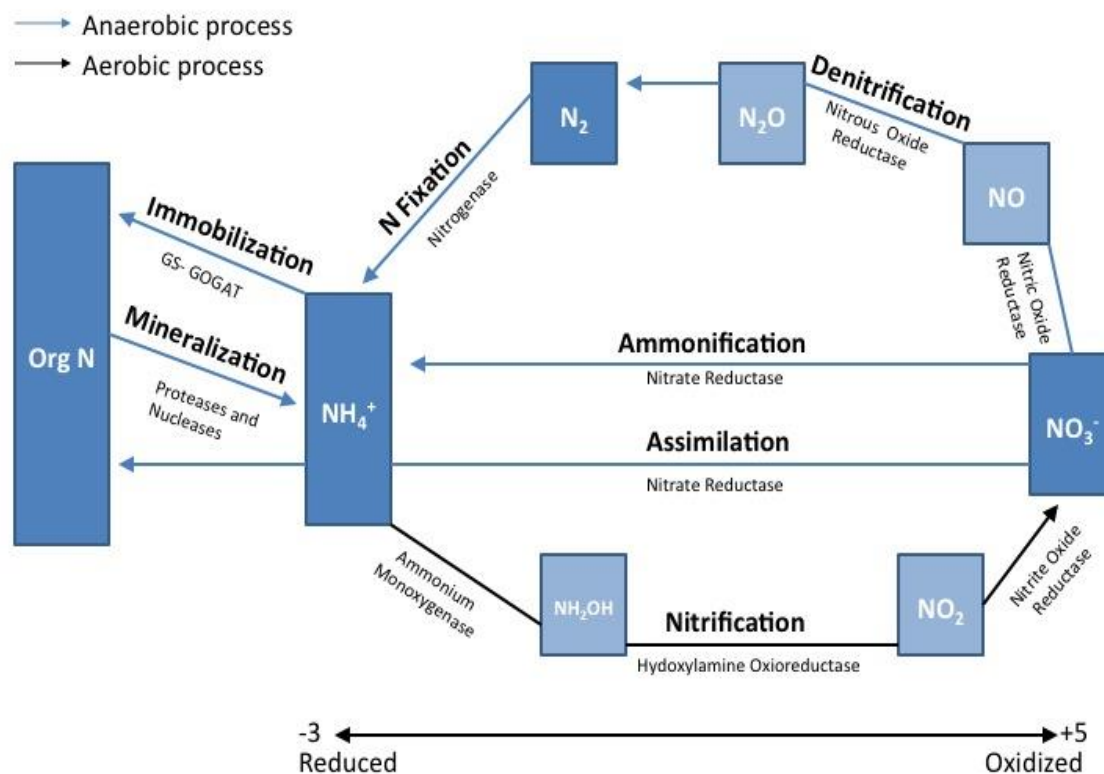 Anaerobic process
Aerobic process
Denitrification
Nitrous Oxide
Reductase
N₂
N₂O
NO
N Fixation
Nitrogenase
Immobilization
GS- GOGAT
Nitric Oxide
Reductase
Mineralization
Proteases and
Nucleases
Org N
NH₄⁺
Ammonification
Nitrate Reductase
NO₃⁻
Assimilation
Nitrate Reductase
Ammonium
Monoxygenase
NH₂OH
Nitrification
Hydoxylamine Oxioreductase
NO₂
Nitrite Oxide
Reductase
-3
+5
Reduced
Oxidized